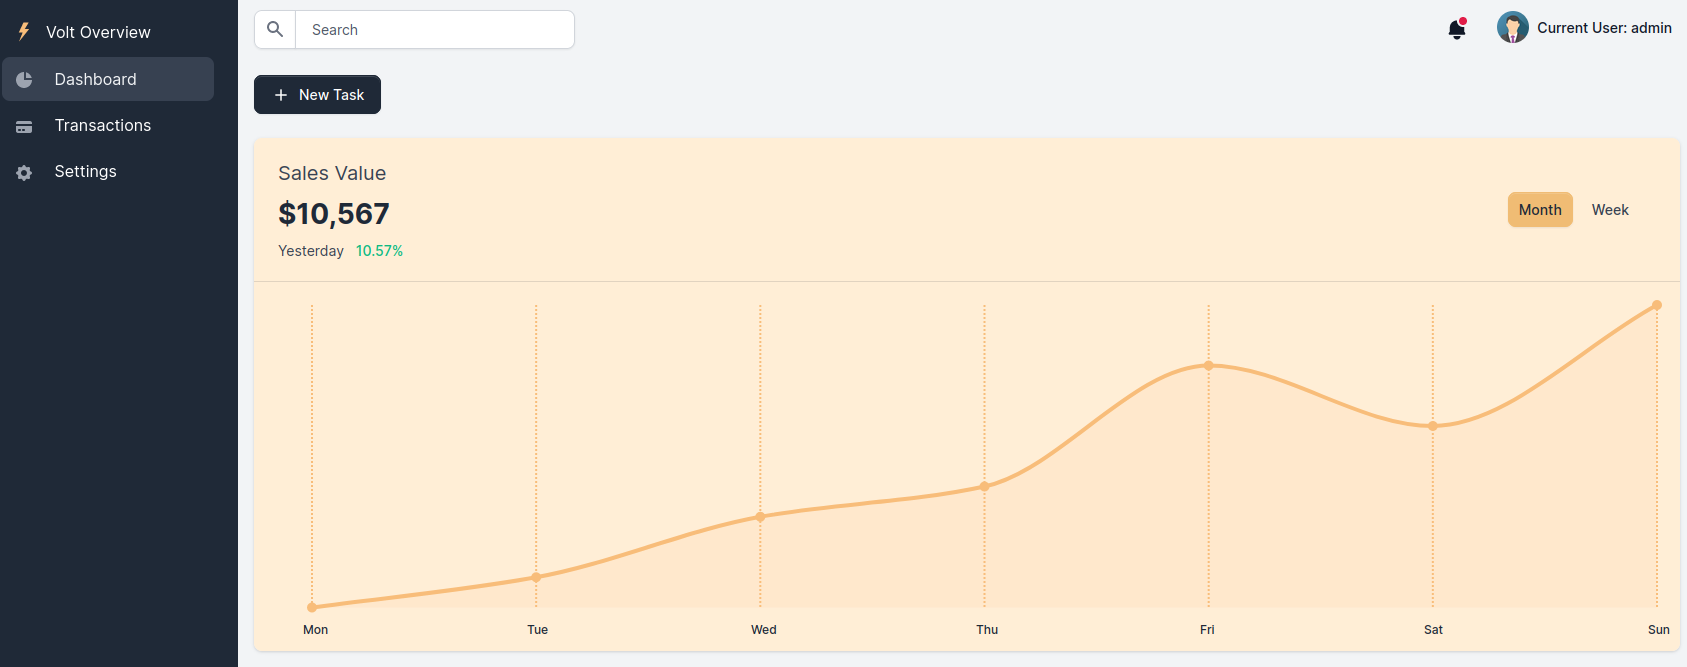 Volt Overview
Dashboard
Transactions
Settings
Search
Current User: admin
New Task
Sales Value
$10,567
Yesterday 10.57%
Month Week
Mon Tue Wed Thu Fri Sat Sun